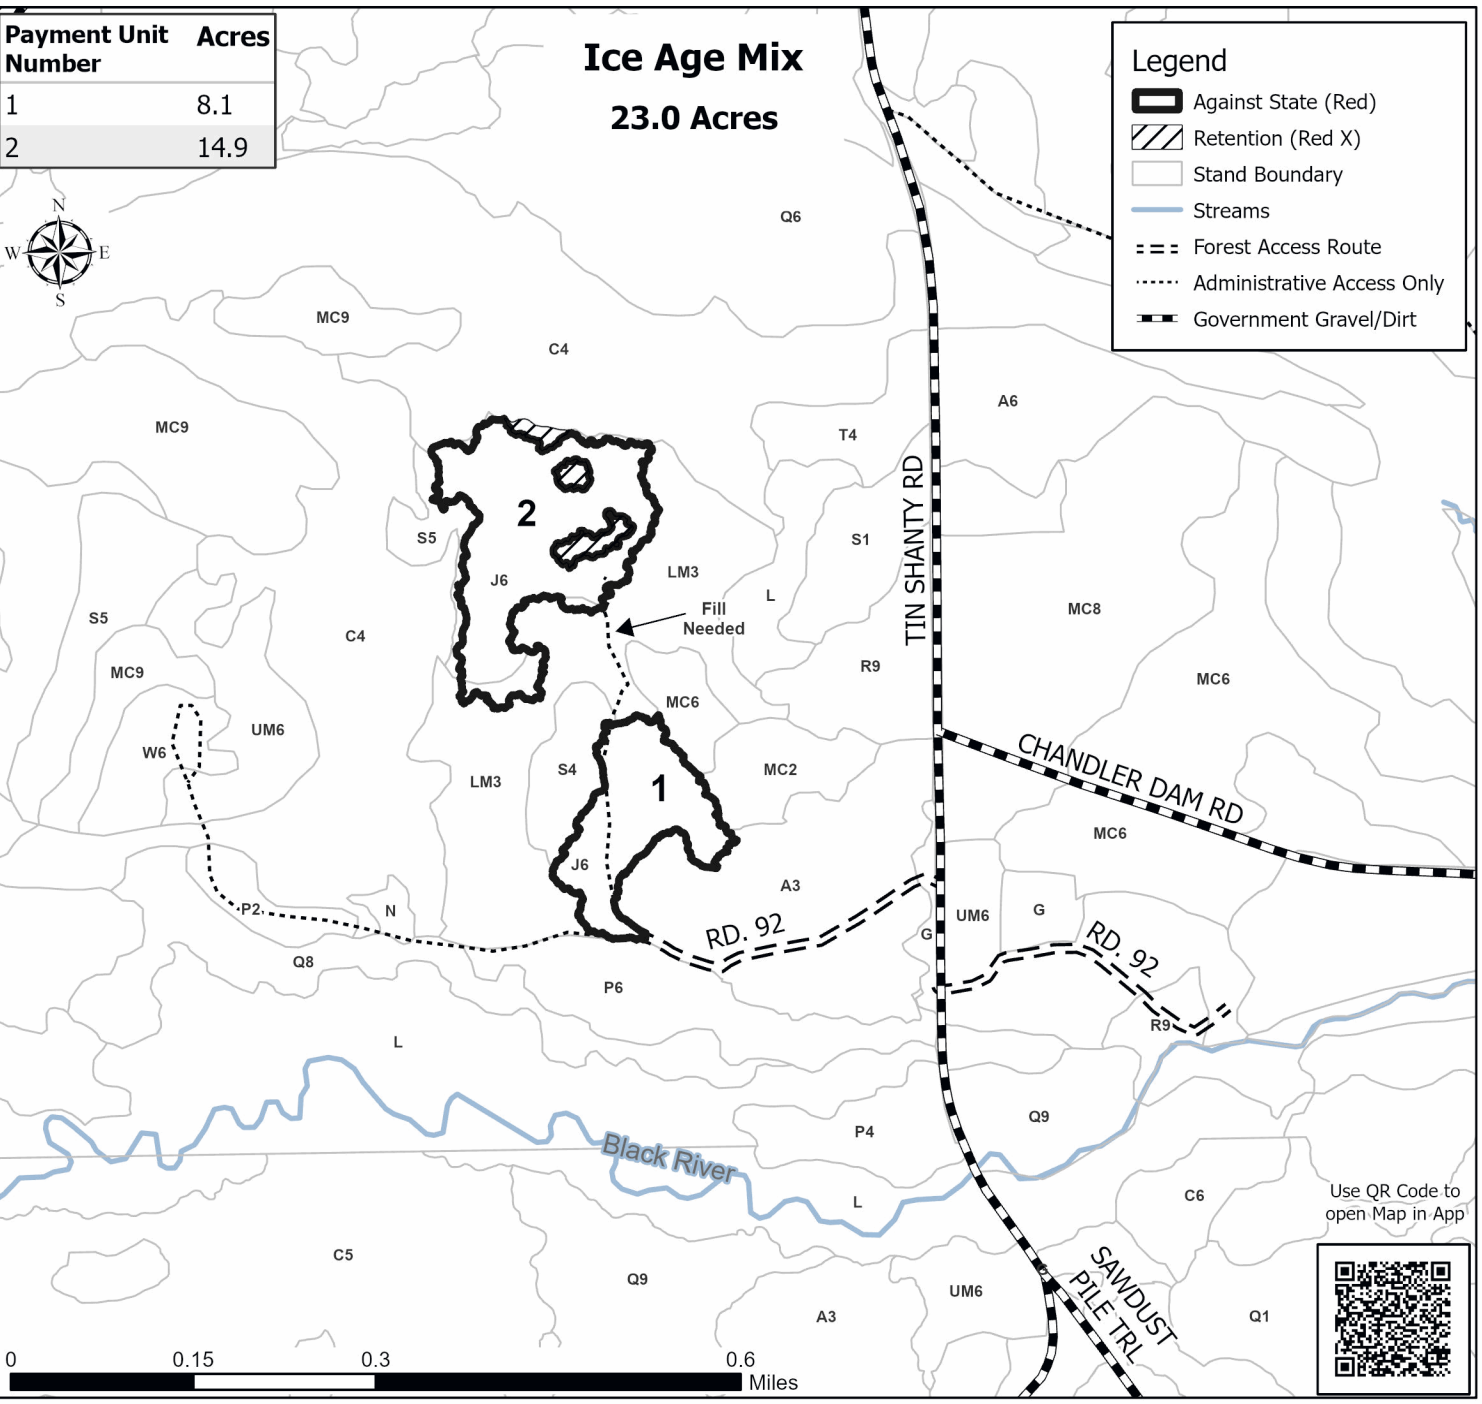 Payment Unit Number
Acres
1
8.1
2
14.9
Ice Age Mix
23.0 Acres
Legend
Against State (Red)
Retention (Red X)
Stand Boundary
Streams
Forest Access Route
Administrative Access Only
Government Gravel/Dirt
N
W
E
S
Q6
MC9
C4
A6
MC9
T4
2
S5
S1
LM3
J6
L
Fill
Needed
TIN SHANTY RD
MC8
S5
C4
MC9
R9
MC6
MC6
UM6
W6
CHANDLER DAM RD
S4
LM3
MC2
1
MC6
J6
A3
P2
N
RD. 92
G
UM6
G
RD. 92
Q8
P6
R9
L
Q9
P4
Black River
L
C6
Use QR Code to
open Map in App
C5
Q9
UM6
A3
SAWDUST
PILE TRL
Q1
0
0.15
0.3
0.6
Miles